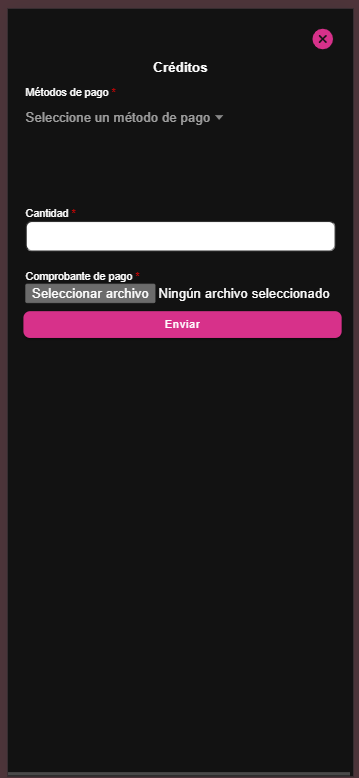 Créditos
Métodos de pago *
Seleccione un método de pago
Cantidad *
Comprobante de pago *
Seleccionar archivo Ningún archivo seleccionado
Enviar